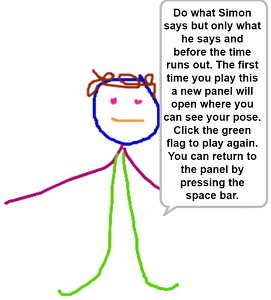 Do what Simon
says but only what
he says and
before the time
runs out. The first
time you play this
a new panel will
open where you
can see your pose.
Click the green
flag to play again.
You can return to
the panel by
pressing the
space bar.